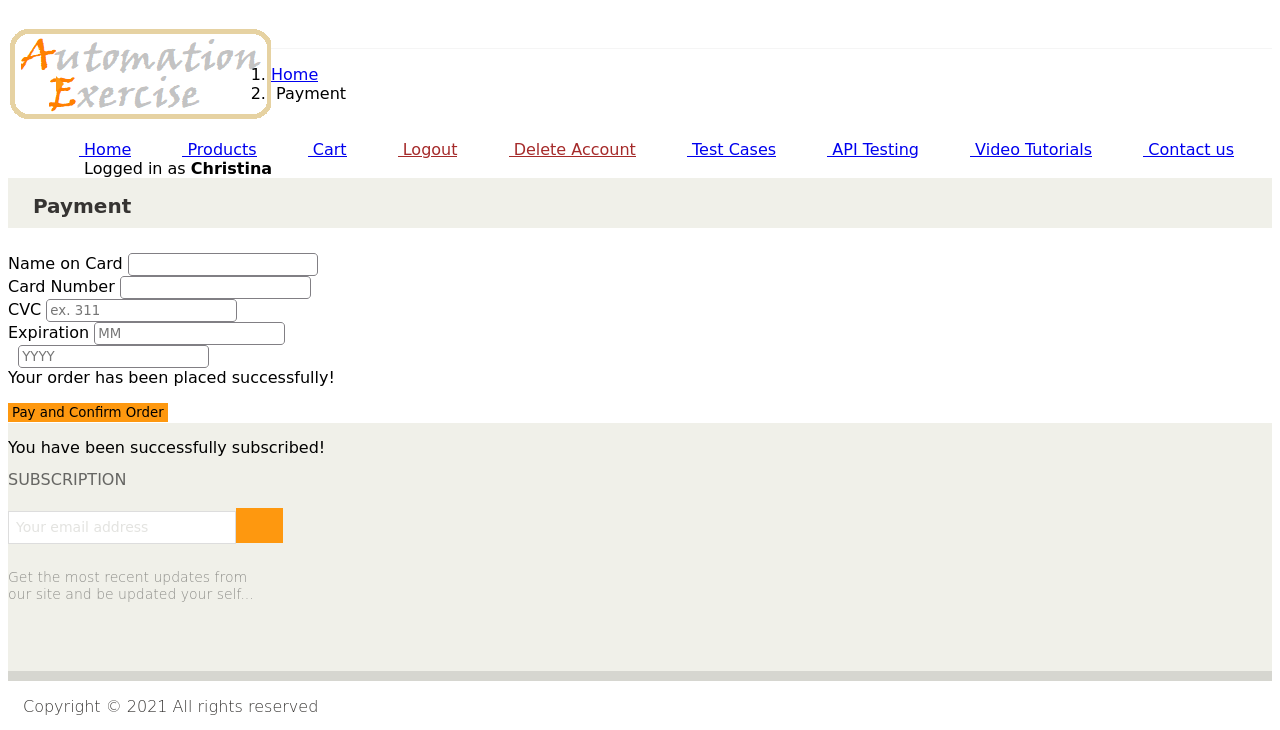 Automation
Exercise
1. Home
2. Payment
Home Products Cart Logout Delete Account Test Cases API Testing Video Tutorials Contact us
Logged in as Christina
Payment
Name on Card
Card Number
CVC ex. 311
Expiration MM
YYYY
Your order has been placed successfully!
Pay and Confirm Order
You have been successfully subscribed!
SUBSCRIPTION
Your email address
Get the most recent updates from
our site and be updated your self...
Copyright © 2021 All rights reserved